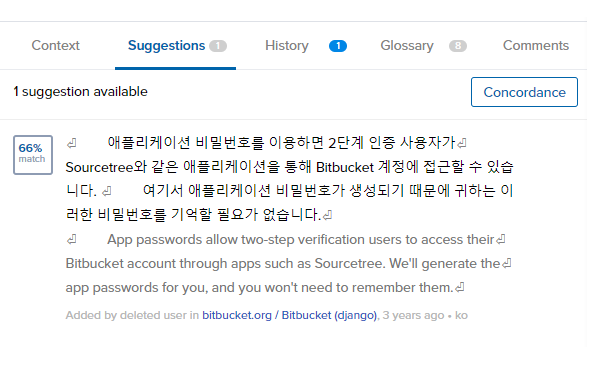 Context Suggestions 1 History 1 Glossary 8 Comments
1 suggestion available Concordance
66% match
⏎ 애플리케이션 비밀번호를 이용하면 2단계 인증 사용자가⏎
Sourcetree와 같은 애플리케이션을 통해 Bitbucket 계정에 접근할 수 있습
니다. ⏎ 여기서 애플리케이션 비밀번호가 생성되기 때문에 귀하는 이
러한 비밀번호를 기억할 필요가 없습니다.⏎
⏎ App passwords allow two-step verification users to access their⏎
Bitbucket account through apps such as Sourcetree. We'll generate the⏎
app passwords for you, and you won't need to remember them.⏎
Added by deleted user in bitbucket.org / Bitbucket (django), 3 years ago • ko